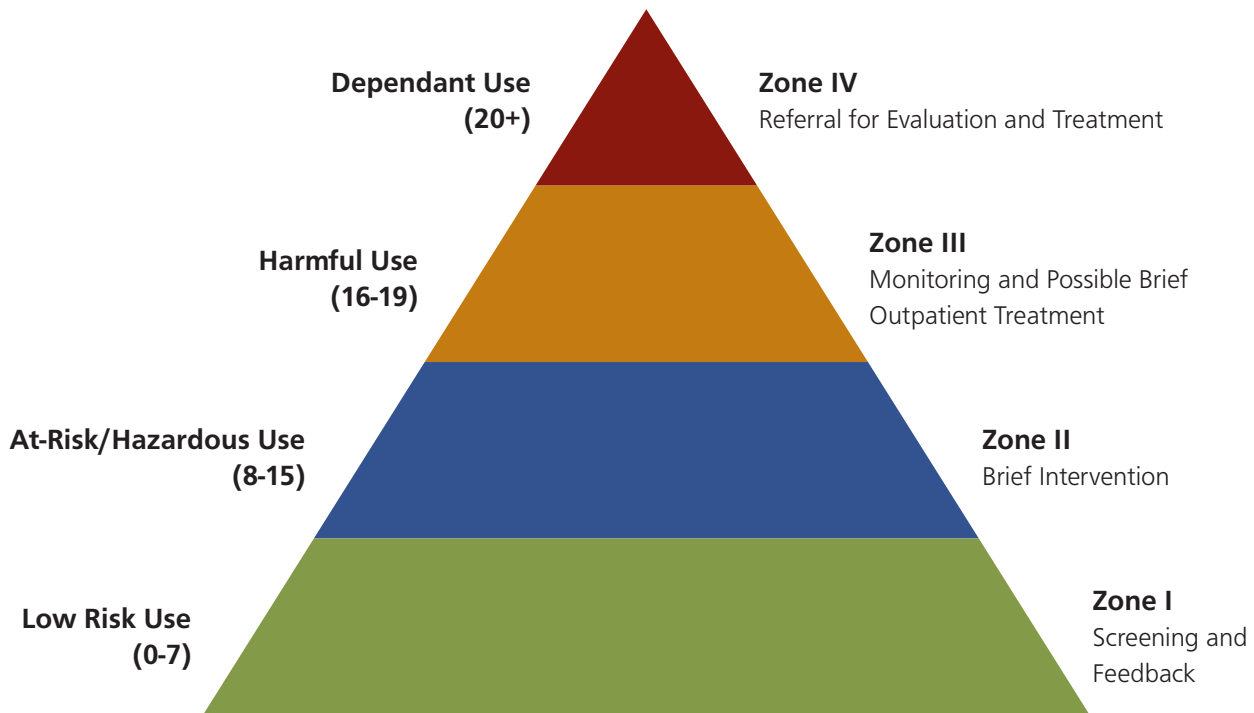 Dependant Use
(20+)
Zone IV
Referral for Evaluation and Treatment
Harmful Use
(16-19)
Zone III
Monitoring and Possible Brief
Outpatient Treatment
At-Risk/Hazardous Use
(8-15)
Zone II
Brief Intervention
Low Risk Use
(0-7)
Zone I
Screening and
Feedback